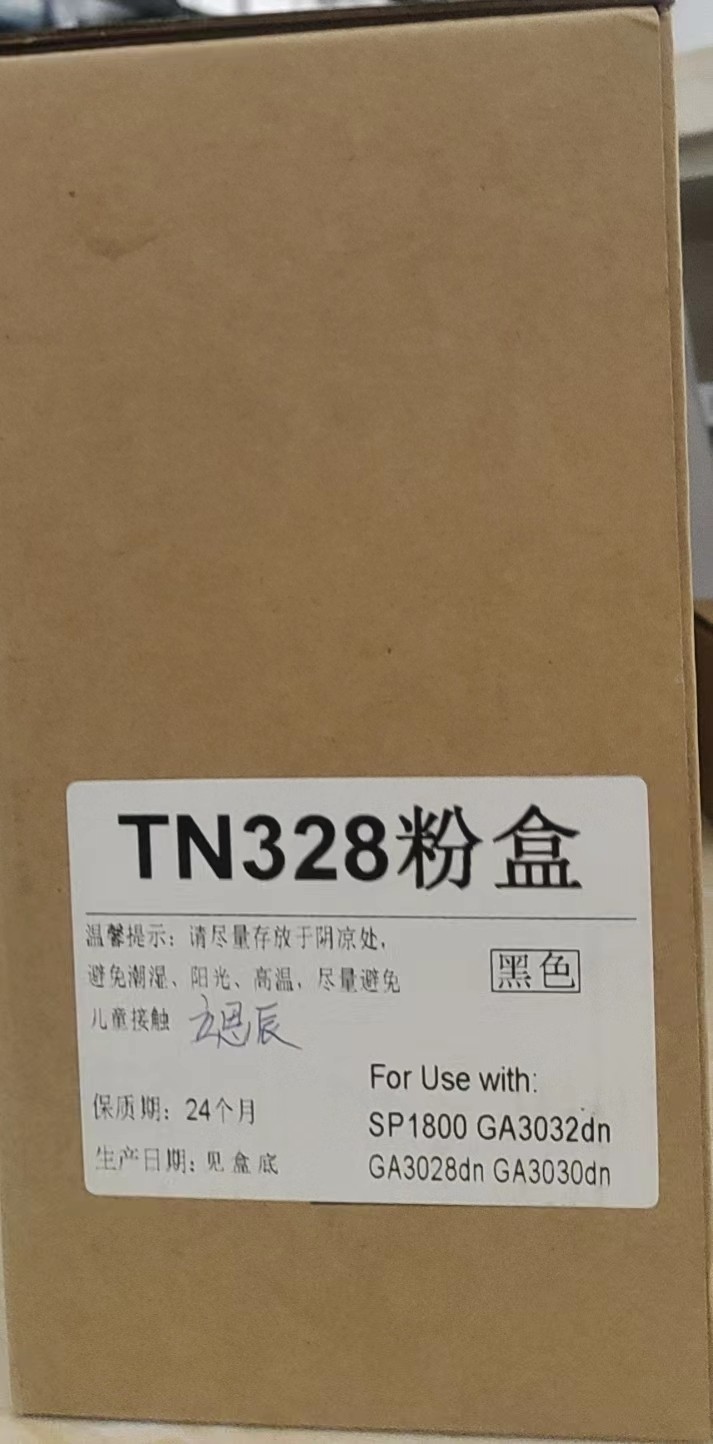 TN328粉盒
温馨提示：请尽量存放于阴凉处，
避免潮湿、阳光、高温，尽量避免
儿童接触
黑色
保质期：24个月
生产日期：见盒底
For Use with:
SP1800 GA3032dn
GA3028dn GA3030dn